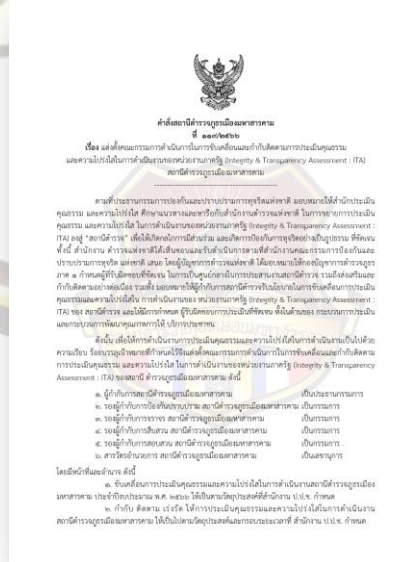 คำสั่งสถานีตำรวจภูธรเมืองมหาสารคาม
ที่ ๑๑๙/๒๕๖๖
เรื่อง แต่งตั้งคณะกรรมการดำเนินการในการขับเคลื่อนและกำกับติดตามการประเมินคุณธรรม
และความโปร่งใสในการดำเนินงานของหน่วยงานภาครัฐ (Integrity & Transparency Assessment : ITA)
สถานีตำรวจภูธรเมืองมหาสารคาม
ตามที่ประธานกรรมการป้องกันและปราบปรามการทุจริตแห่งชาติ มอบหมายให้สำนักประเมิน
คุณธรรม และความโปร่งใส ศึกษาแนวทางและหารือกับสำนักงานตำรวจแห่งชาติ ในการขยายการประเมิน
คุณธรรม และความโปร่งใส ในการดำเนินงานของหน่วยงานภาครัฐ (Integrity & Transparency Assessment :
ITA) ลงสู่ "สถานีตำรวจ" เพื่อให้เกิดกลไกการมีส่วนร่วม และเกิดการป้องกันการทุจริตอย่างเป็นรูปธรรม ที่ชัดเจน
ทั้งนี้ สำนักงาน ตำรวจแห่งชาติได้เห็นชอบและรับดำเนินการตามที่สำนักงานคณะกรรมการป้องกันและ
ปราบปรามการทุจริต แห่งชาติ เสนอ โดยผู้บัญชาการตำรวจแห่งชาติ ได้มอบหมายให้กองบัญชาการตำรวจภูธร
ภาค ๑ กำหนดผู้ที่รับผิดชอบที่ชัดเจน ในการเป็นศูนย์กลางในการประสานงานสถานีตำรวจ รวมถึงส่งเสริมและ
กำกับติดตามอย่างต่อเนื่อง รวมทั้ง มอบหมายให้ผู้กำกับการสถานีตำรวจรับนโยบายในการขับเคลื่อนการประเมิน
คุณธรรมและความโปร่งใสใน การดำเนินงานของ หน่วยงานภาครัฐ (Integrity & Transparency Assessment :
ITA) ของ สถานีตำรวจ และให้มีการกำหนด ผู้รับผิดชอบการประเมินที่ชัดเจน ทั้งในด้านของ กระบวนการประเมิน
และกระบวนการพัฒนาคุณภาพการให้ บริการประชาชน
ดังนั้น เพื่อให้การดำเนินงานการประเมินคุณธรรมและความโปร่งใสในการดำเนินงานเป็นไปด้วย
ความเรียบ ร้อยบรรลุเป้าหมายที่กำหนดไว้จึงแต่งตั้งคณะกรรมการดำเนินการในการขับเคลื่อนและกำกับติดตาม
การประเมินคุณธรรม และความโปร่งใส ในการดำเนินงานของหน่วยงานภาครัฐ (Integrity & Transparency
Assessment : ITA) ของสถานี ตำรวจภูธรเมืองมหาสารคาม ดังนี้
๑. ผู้กำกับการสถานีตำรวจภูธรเมืองมหาสารคาม เป็นประธานกรรมการ
๒. รองผู้กำกับการป้องกันปราบปราม สถานีตำรวจภูธรเมืองมหาสารคาม เป็นกรรมการ
๓. รองผู้กำกับการจราจร สถานีตำรวจภูธรเมืองมหาสารคาม เป็นกรรมการ
๔. รองผู้กำกับการสืบสวน สถานีตำรวจภูธรเมืองมหาสารคาม เป็นกรรมการ
๕. รองผู้กำกับการสอบสวน สถานีตำรวจภูธรเมืองมหาสารคาม เป็นกรรมการ .
๖. สารวัตรอำนวยการ สถานีตำรวจภูธรเมืองมหาสารคาม เป็นเลขานุการ
โดยมีหน้าที่และอำนาจ ดังนี้
๑. ขับเคลื่อนการประเมินคุณธรรมและความโปร่งใสในการดำเนินงานสถานีตำรวจภูธรเมือง
มหาสารคาม ประจำปีงบประมาณ พ.ศ. ๒๕๖๖ ให้เป็นตามวัตถุประสงค์ที่สำนักงาน ป.ป.ช. กำหนด
๒. กำกับ ติดตาม เร่งรัด ให้การประเมินคุณธรรมและความโปร่งใสในการดำเนินงาน
สถานีตำรวจภูธรเมืองมหาสารคาม ให้เป็นไปตามวัตถุประสงค์และกรอบระยะเวลาที่ สำนักงาน ป.ป.ช. กำหนด